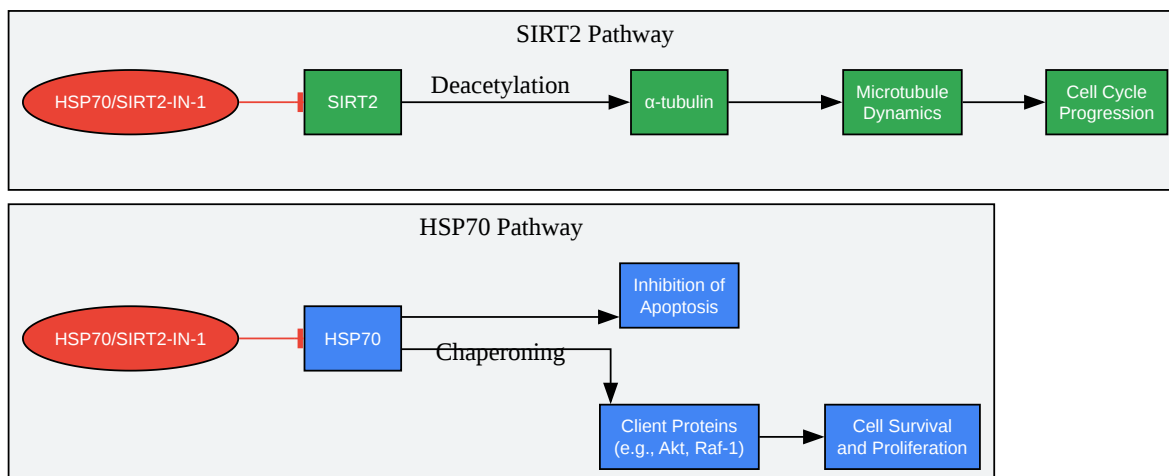 SIRT2 Pathway
HSP70/SIRT2-IN-1
SIRT2
Deacetylation
α-tubulin
Microtubule
Dynamics
Cell Cycle
Progression
HSP70 Pathway
HSP70/SIRT2-IN-1
HSP70
Inhibition of
Apoptosis
Chaperoning
Client Proteins
(e.g., Akt, Raf-1)
Cell Survival
and Proliferation